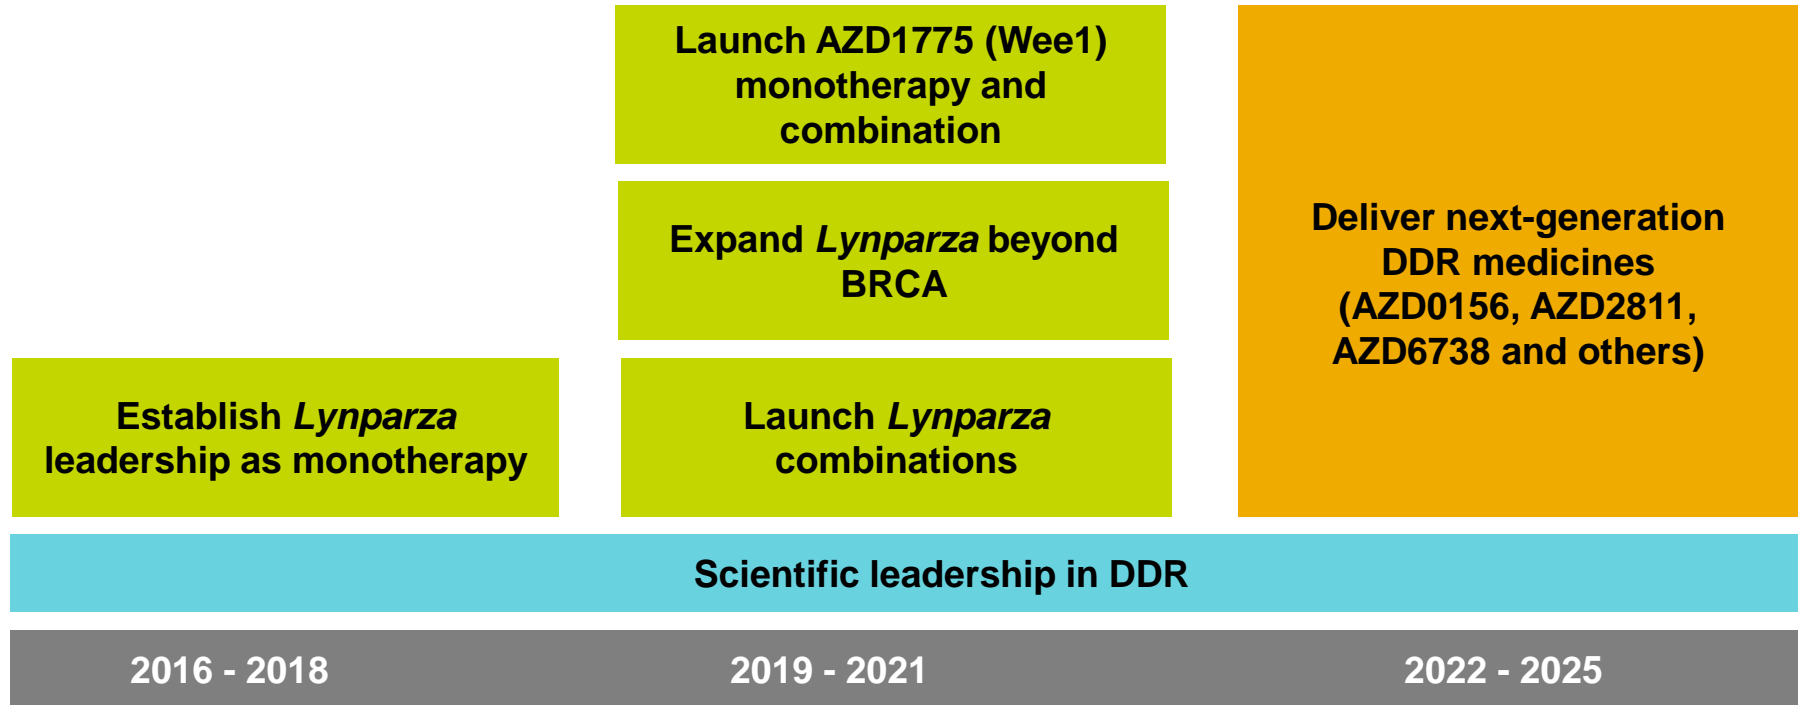 Launch AZD1775 (Wee1)
monotherapy and
combination
Expand Lynparza beyond
BRCA
Deliver next-generation
DDR medicines
(AZD0156, AZD2811,
AZD6738 and others)
Establish Lynparza
leadership as monotherapy
Launch Lynparza
combinations
Scientific leadership in DDR
2016 - 2018
2019 - 2021
2022 - 2025